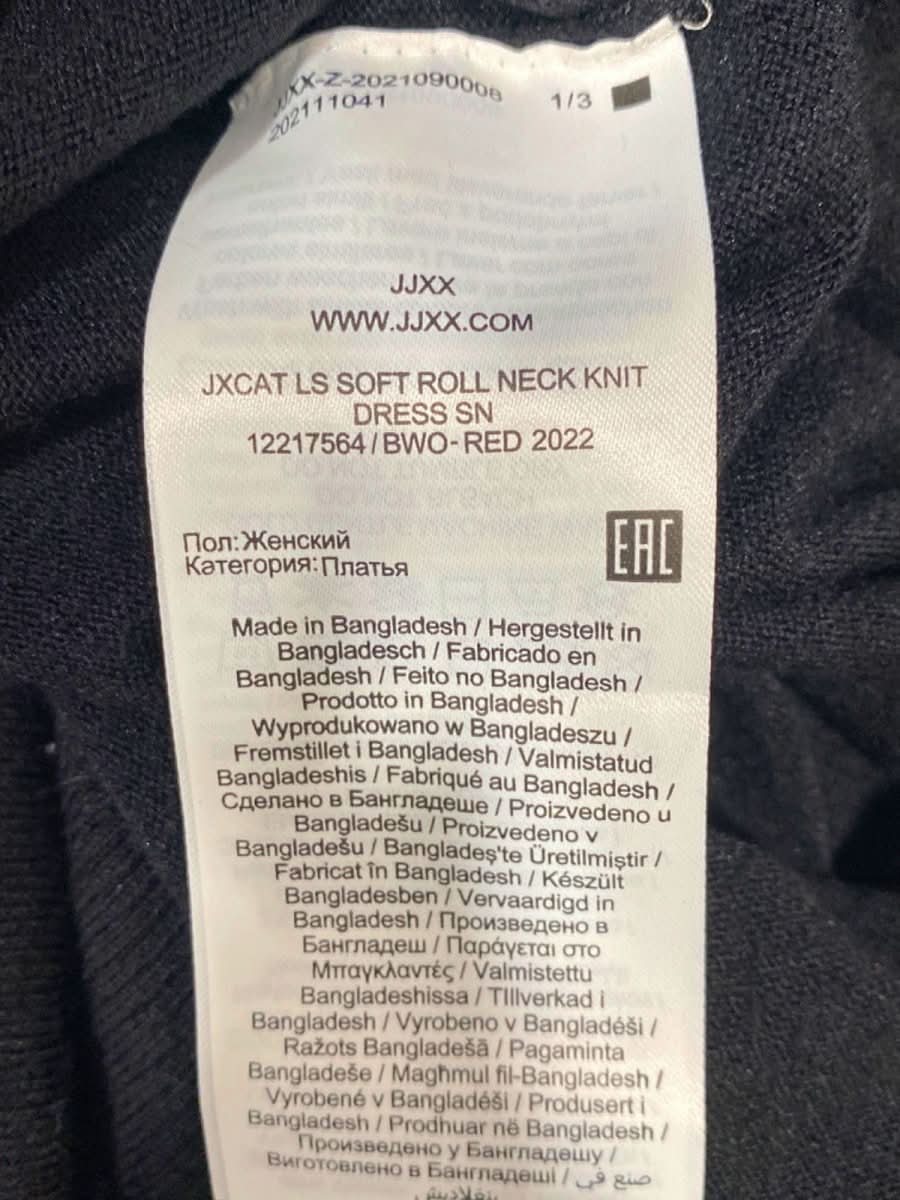 JJXX-Z-2021090006
202111041
1/3
JJXX
WWW.JJXX.COM
JXCAT LS SOFT ROLL NECK KNIT
DRESS SN
12217564/BWO-RED 2022
Пол:Женский
Категория:Платья
EAC
Made in Bangladesh / Hergestellt in
Bangladesch / Fabricado en
Bangladesh / Feito no Bangladesh /
Prodotto in Bangladesh /
Wyprodukowano w Bangladeszu /
Fremstillet i Bangladesh / Valmistatud
Bangladeshis / Fabriqué au Bangladesh /
Сделано в Бангладеше / Proizvedeno u
Bangladešu / Proizvedeno v
Bangladešu / Bangladeş'te Üretilmiştir /
Fabricat în Bangladesh / Készült
Bangladesben / Vervaardigd in
Bangladesh / Произведено в
Бангладеш / Παράγεται στο
Μπαγκλαντές / Valmistettu
Bangladeshissa / TIllverkad i
Bangladesh / Vyrobeno v Bangladéši /
Ražots Bangladešā / Pagaminta
Bangladeše / Magħmul fil-Bangladesh /
Vyrobené v Bangladéši / Produsert i
Bangladesh / Prodhuar në Bangladesh /
Произведено у Бангладешу /
Виготовлено в Бангладеші / صنع في
بنغلاديش